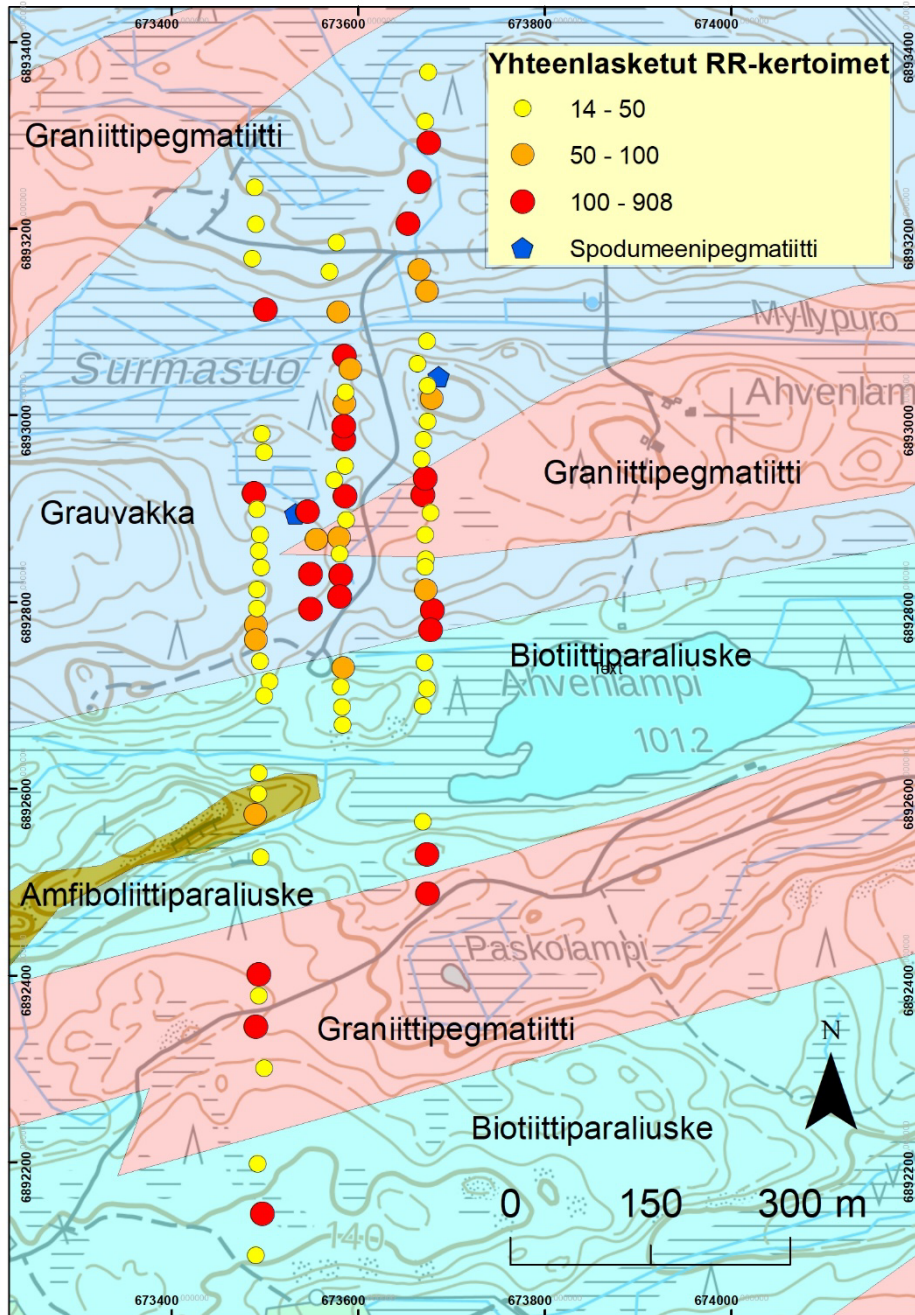 673400
673600
673800
674000
6893400
6893400
Yhteenlasketut RR-kertoimet
14 - 50
50 - 100
100 - 908
Spodumeenipegmatiitti
Graniittipegmatiitti
6893200
6893200
Myllypuro
Surmasuo
Ahvenlam
6893000
6893000
Graniittipegmatiitti
Grauvakka
6892800
6892800
Biotiittiparaliuske
Text
Ahvenlampi
101.2
6892600
6892600
Amfiboliittiparaliuske
Paskolampi
6892400
6892400
Graniittipegmatiitti
N
Biotiittiparaliuske
6892200
6892200
0 150 300 m
140
673400
673600
673800
674000